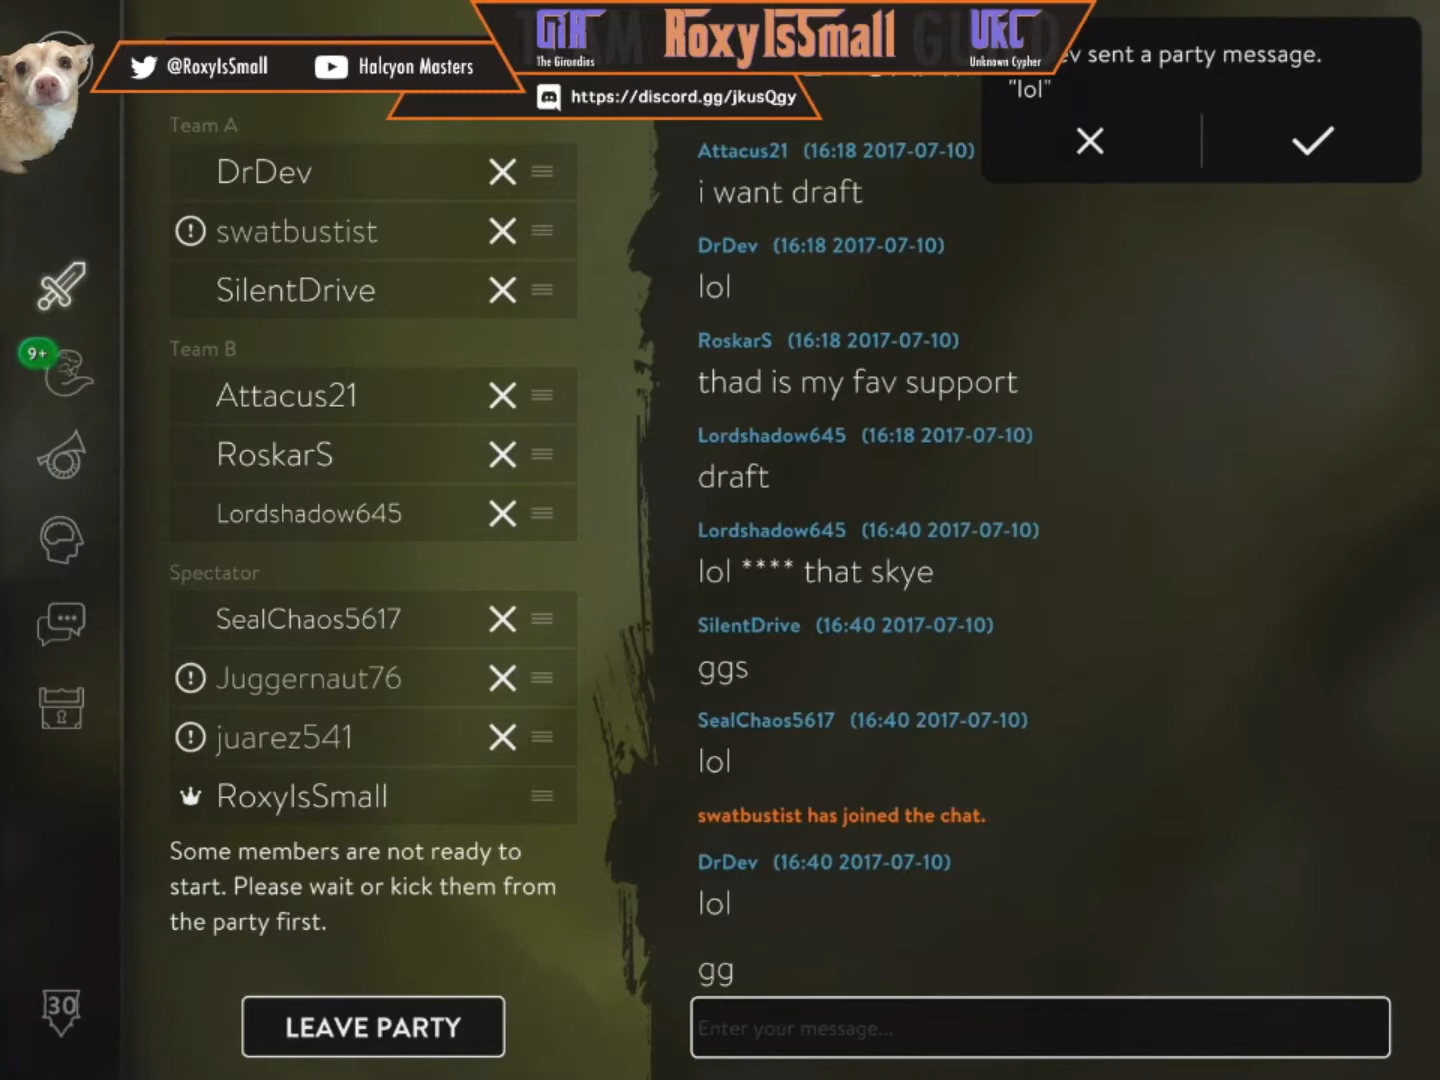 GiR
The Girondins
RoxyIsSmall
UkC
Unknown Cypher
@RoxyIsSmall
Halcyon Masters
https://discord.gg/jkusQgy
sent a party message.
"lol"
Team A
DrDev
swatbustist
SilentDrive
Team B
Attacus21
RoskarS
Lordshadow645
Spectator
SealChaos5617
Juggernaut76
juarez541
RoxyIsSmall
Some members are not ready to
start. Please wait or kick them from
the party first.
LEAVE PARTY
9+
30
Attacus21 (16:18 2017-07-10)
i want draft
DrDev (16:18 2017-07-10)
lol
RoskarS (16:18 2017-07-10)
thad is my fav support
Lordshadow645 (16:18 2017-07-10)
draft
Lordshadow645 (16:40 2017-07-10)
lol **** that skye
SilentDrive (16:40 2017-07-10)
ggs
SealChaos5617 (16:40 2017-07-10)
lol
swatbustist has joined the chat.
DrDev (16:40 2017-07-10)
lol
gg
Enter your message...